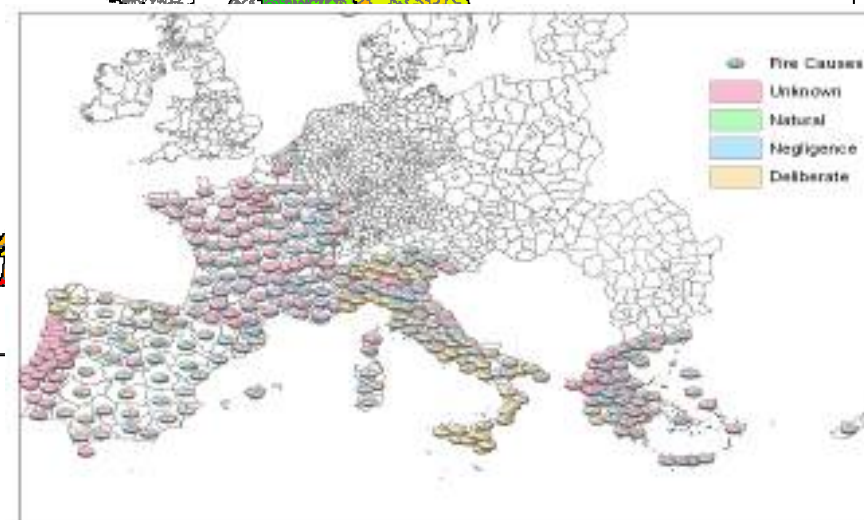 Fire Causes
Unknown
Natural
Negligence
Deliberate